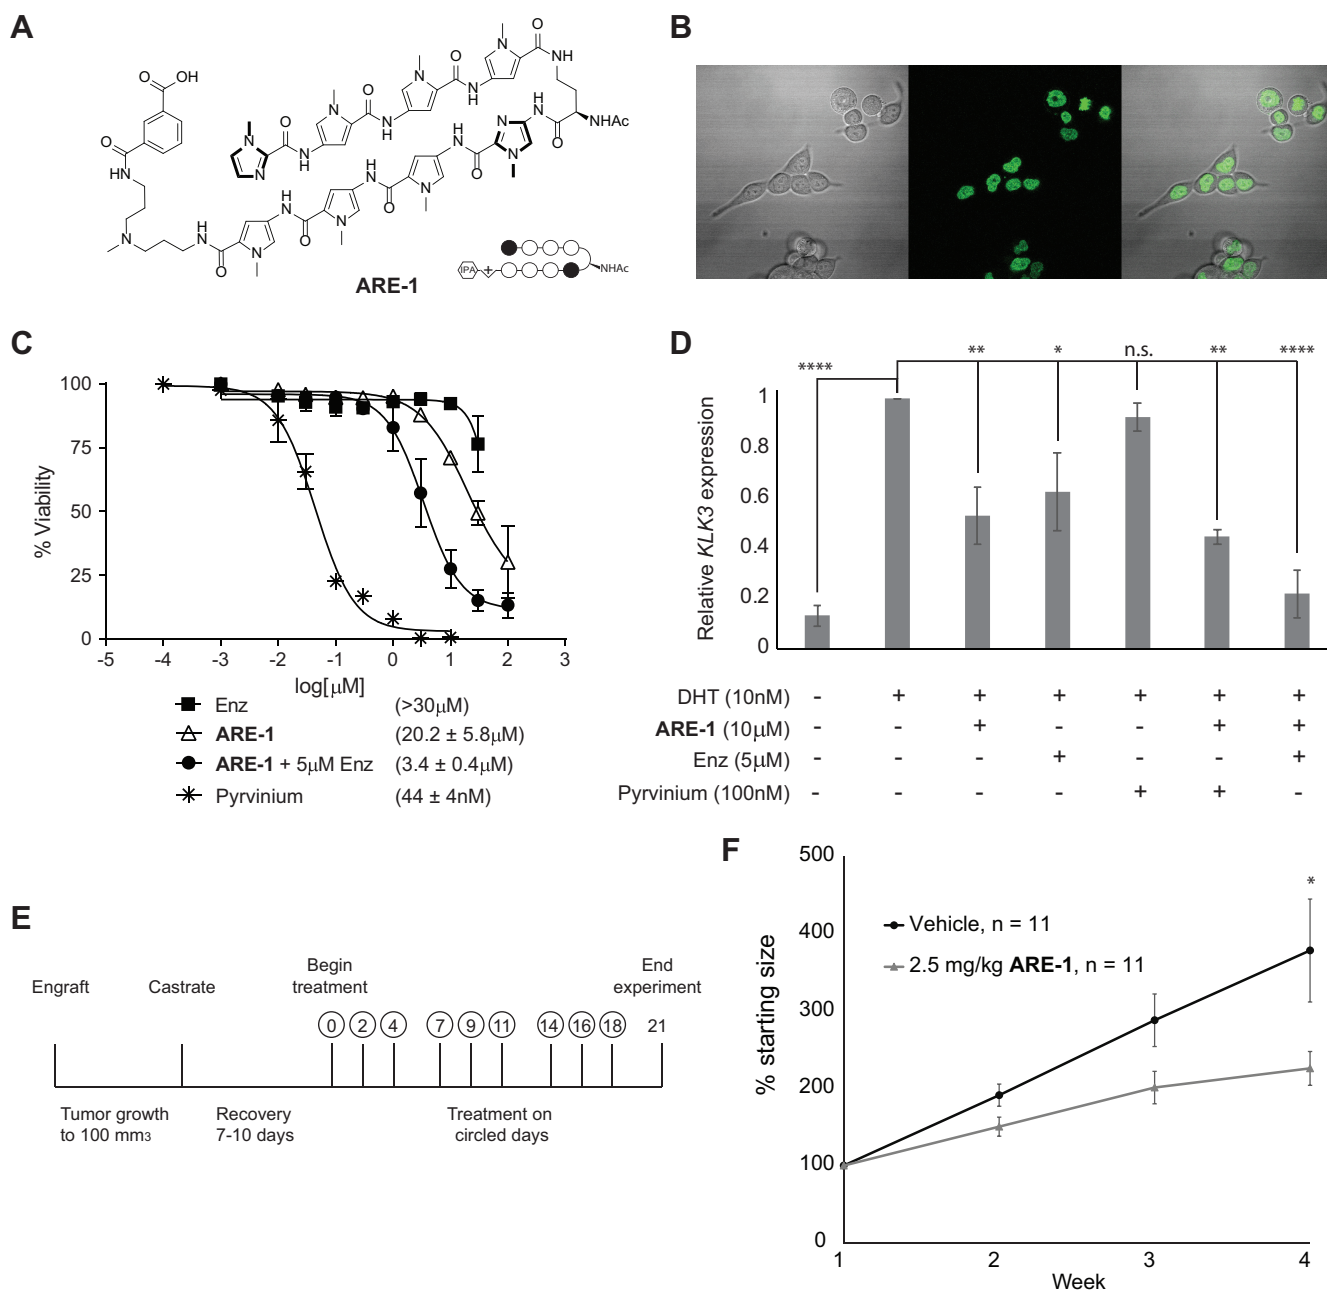 A
O
OH
O
HN
N
N
H
O
N
N
O
N
H
N
O
N
H
N
O
N
H
N
O
NH
HN
O
NHAc
N
N
O
H
N
N
O
H
N
N
O
H
N
N
O
H
N
N
O
IPA
+
NHAc
ARE-1
B
C
% Viability
100
75
50
25
0
-5
-4
-3
-2
-1
0
1
2
3
log[μM]
Enz (>30μM)
ARE-1 (20.2 ± 5.8μM)
ARE-1 + 5μM Enz (3.4 ± 0.4μM)
Pyrvinium (44 ± 4nM)
D
Relative KLK3 expression
1
0.8
0.6
0.4
0.2
0
**** ** * n.s. ** ****
DHT (10nM) - + + + + + +
ARE-1 (10μM) - - + - - + +
Enz (5μM) - - - + - - +
Pyrvinium (100nM) - - - - + + -
E
Engraft
Castrate
Begin
treatment
End
experiment
0 2 4 7 9 11 14 16 18 21
Tumor growth
to 100 mm3
Recovery
7-10 days
Treatment on
circled days
F
% starting size
500
400
300
200
100
0
Vehicle, n = 11
2.5 mg/kg ARE-1, n = 11
*
1 2 3 4
Week